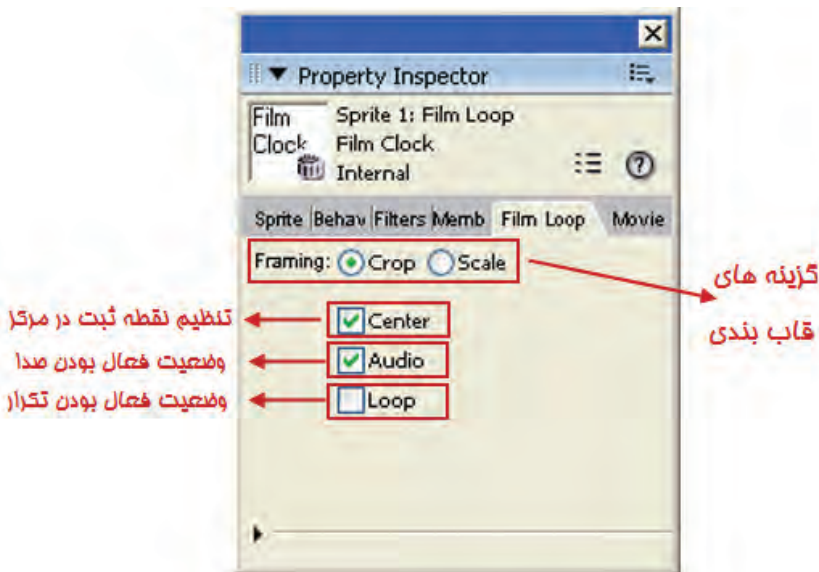 Property Inspector
Film
Clock
Sprite 1: Film Loop
Film Clock
Internal
Sprite Behav Filters Memb Film Loop Movie
Framing: Crop Scale
گزینه های
قاب بندی
Center
تنظیم نقطه ثبت در مرکز
Audio
وضعیت فعال بودن صدا
Loop
وضعیت فعال بودن تکرار